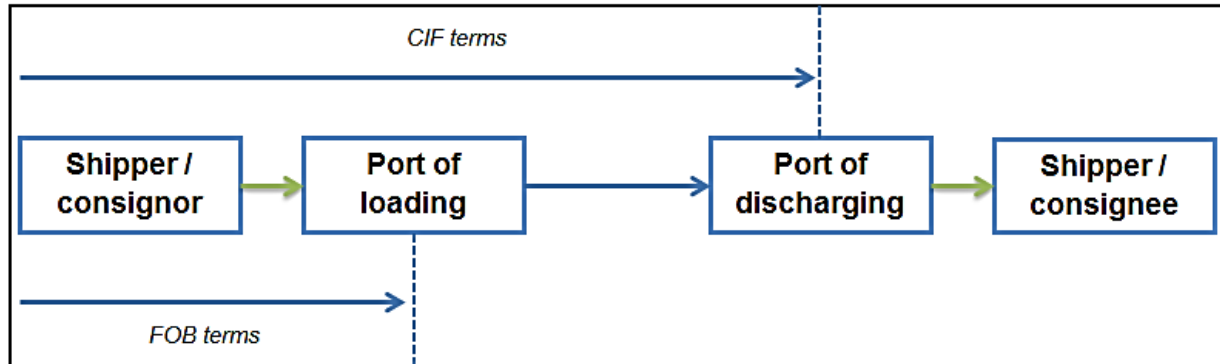 CIF terms
Shipper /
consignor
Port of
loading
Port of
discharging
Shipper /
consignee
FOB terms